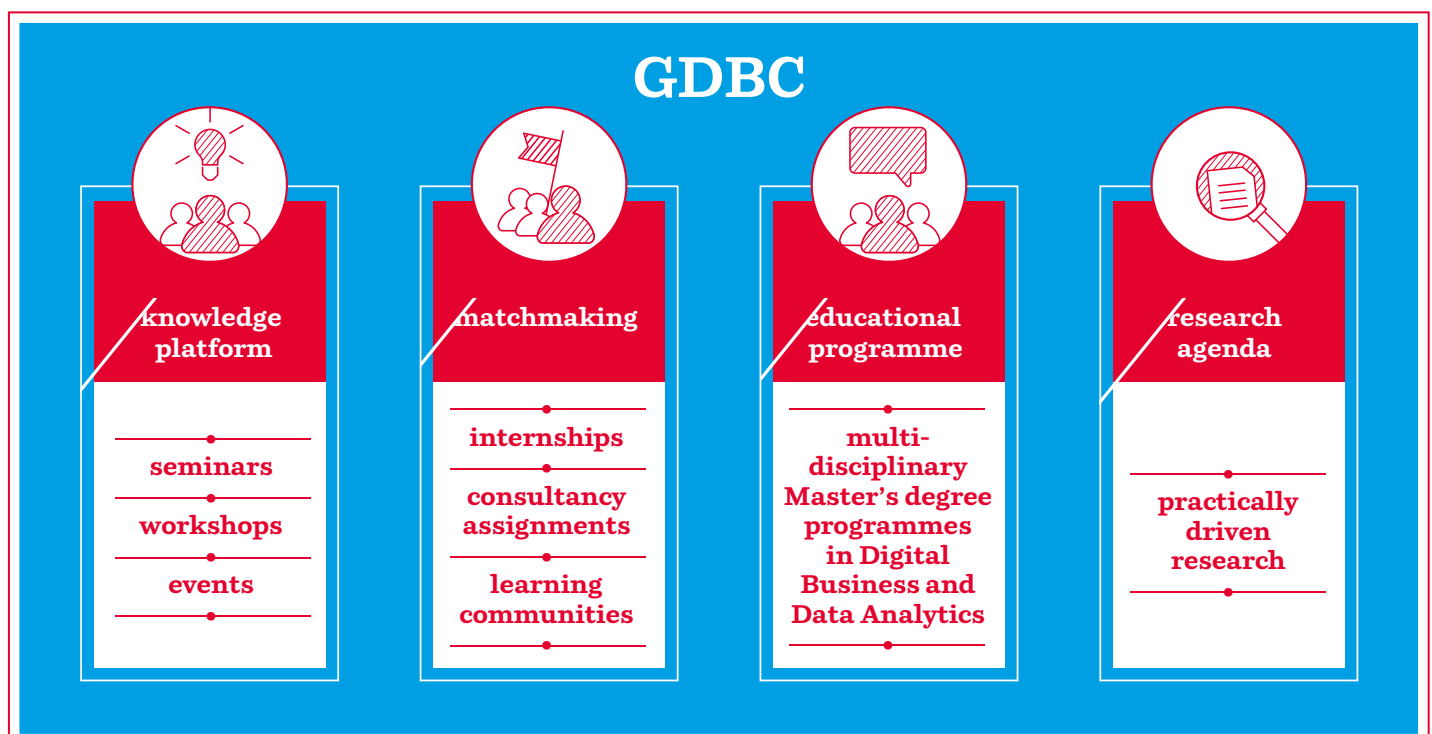 GDBC
knowledge
platform
seminars
workshops
events
matchmaking
internships
consultancy
assignments
learning
communities
educational
programme
multi-
disciplinary
Master's degree
programmes
in Digital
Business and
Data Analytics
research
agenda
practically
driven
research